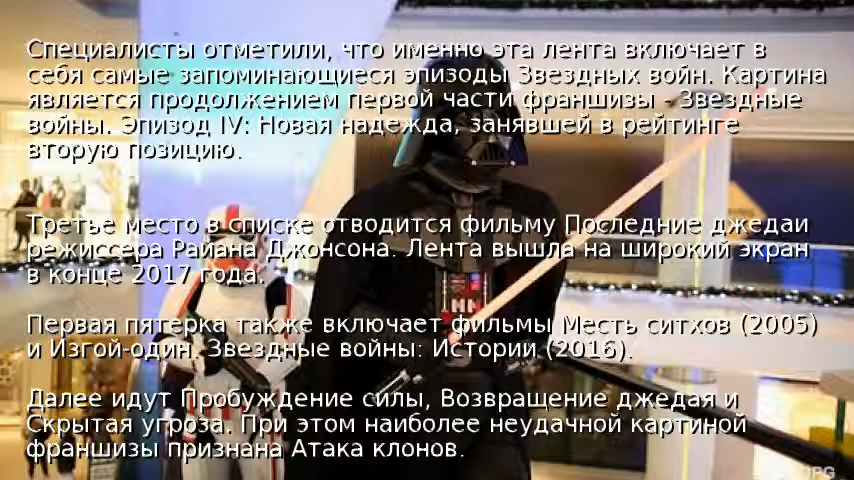 Специалисты отметили, что именно эта лента включает в
себя самые запоминающиеся эпизоды Звездных войн. Картина
является продолжением первой части франшизы - Звездные
войны. Эпизод IV: Новая надежда, занявшей в рейтинге
вторую позицию.
Третье место в списке отводится фильму Последние джедаи
режиссера Райана Джонсона. Лента вышла на широкий экран
в конце 2017 года.
Первая пятерка также включает фильмы Месть ситхов (2005)
и Изгой-один. Звездные войны: Истории (2016).
Далее идут Пробуждение силы, Возвращение джедая и
Скрытая угроза. При этом наиболее неудачной картиной
франшизы признана Атака клонов.